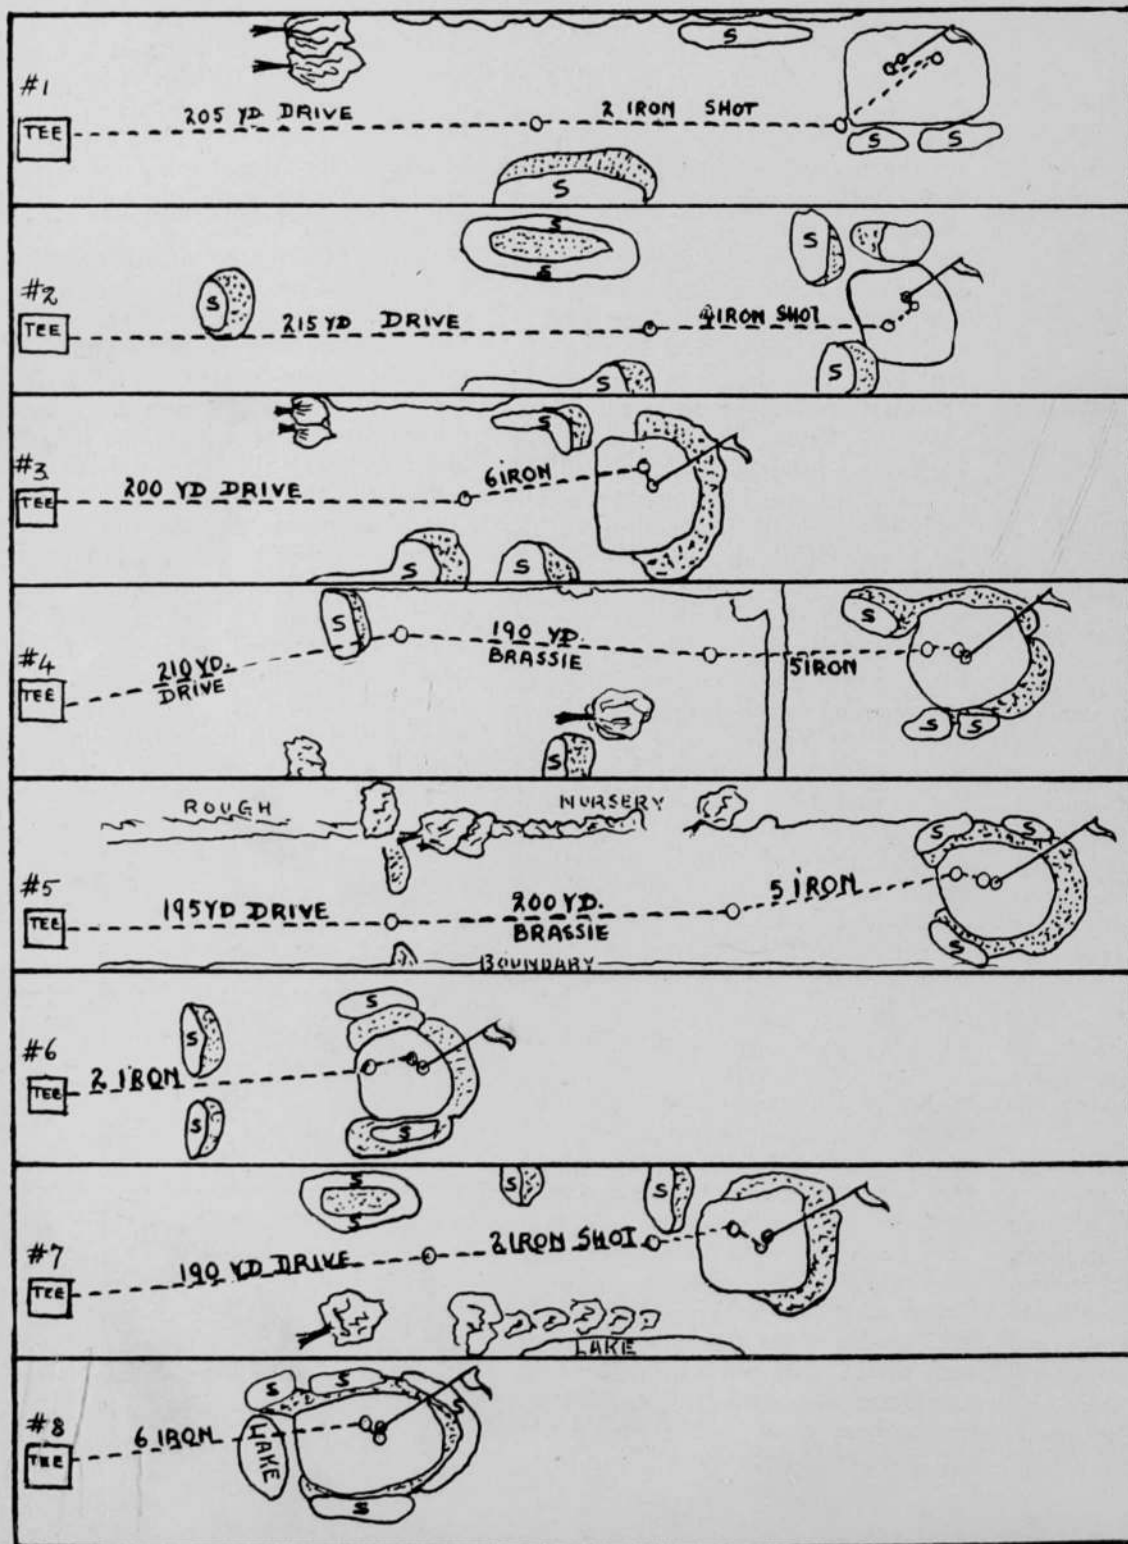 #1
S
205 YD DRIVE
2 IRON SHOT
TEE
S
S
S
S
#2
S
S
S
215 YD DRIVE
IRON SHOT
TEE
S
S
#3
S
6 IRON
200 YD DRIVE
TEE
S
S
#4
S
S
190 YD.
BRASSIE
210 YD.
DRIVE
5 IRON
TEE
S
S
S
ROUGH
NURSERY
S
S
#5
5 IRON
195 YD DRIVE
200 YD.
BRASSIE
TEE
S
BOUNDARY
#6
S
S
2 IRON
TEE
S
S
#7
S
S
S
S
190 YD DRIVE
2 IRON SHOT
TEE
LAKE
#8
S
S
S
6 IRON
LAKE
TEE
S